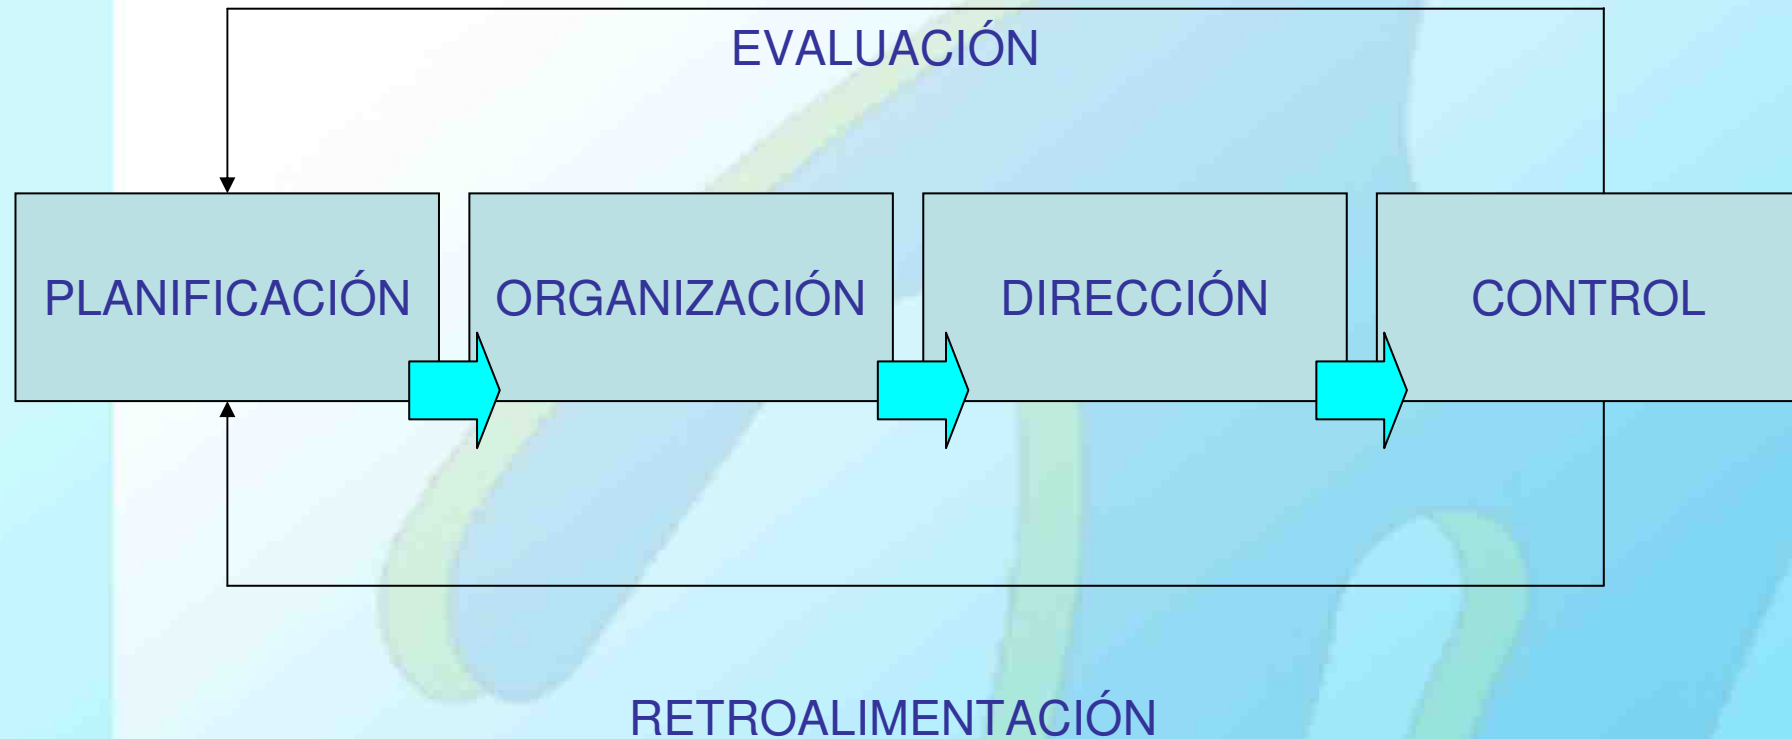 EVALUACIÓN
PLANIFICACIÓN
ORGANIZACIÓN
DIRECCIÓN
CONTROL
RETROALIMENTACIÓN